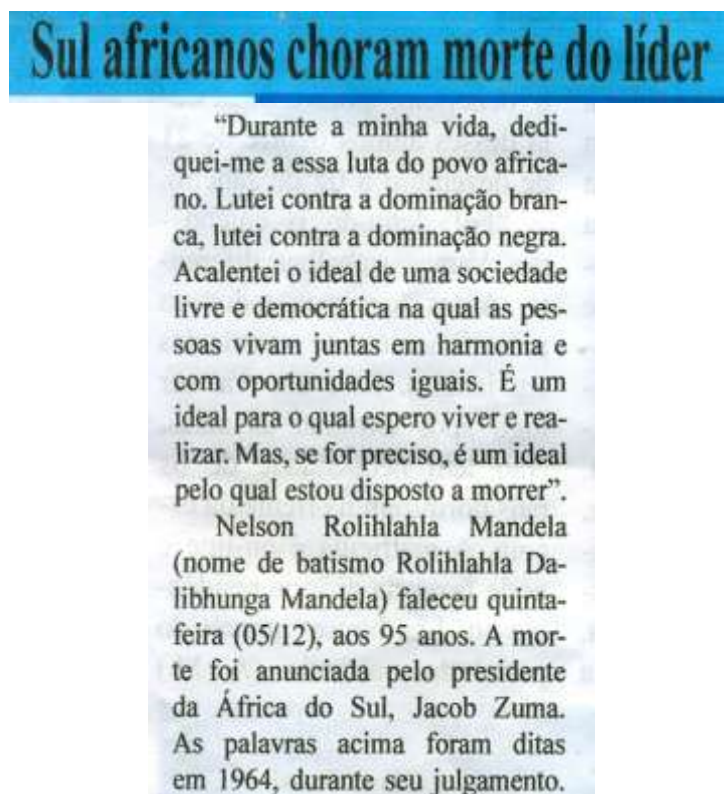 Sul africanos choram morte do líder
“Durante a minha vida, dedi-
quei-me a essa luta do povo africa-
no. Lutei contra a dominação bran-
ca, lutei contra a dominação negra.
Acalentei o ideal de uma sociedade
livre e democrática na qual as pes-
soas vivam juntas em harmonia e
com oportunidades iguais. É um
ideal para o qual espero viver e rea-
lizar. Mas, se for preciso, é um ideal
pelo qual estou disposto a morrer”.
Nelson Rolihlahla Mandela
(nome de batismo Rolihlahla Da-
libhunga Mandela) faleceu quinta-
feira (05/12), aos 95 anos. A mor-
te foi anunciada pelo presidente
da África do Sul, Jacob Zuma.
As palavras acima foram ditas
em 1964, durante seu julgamento.